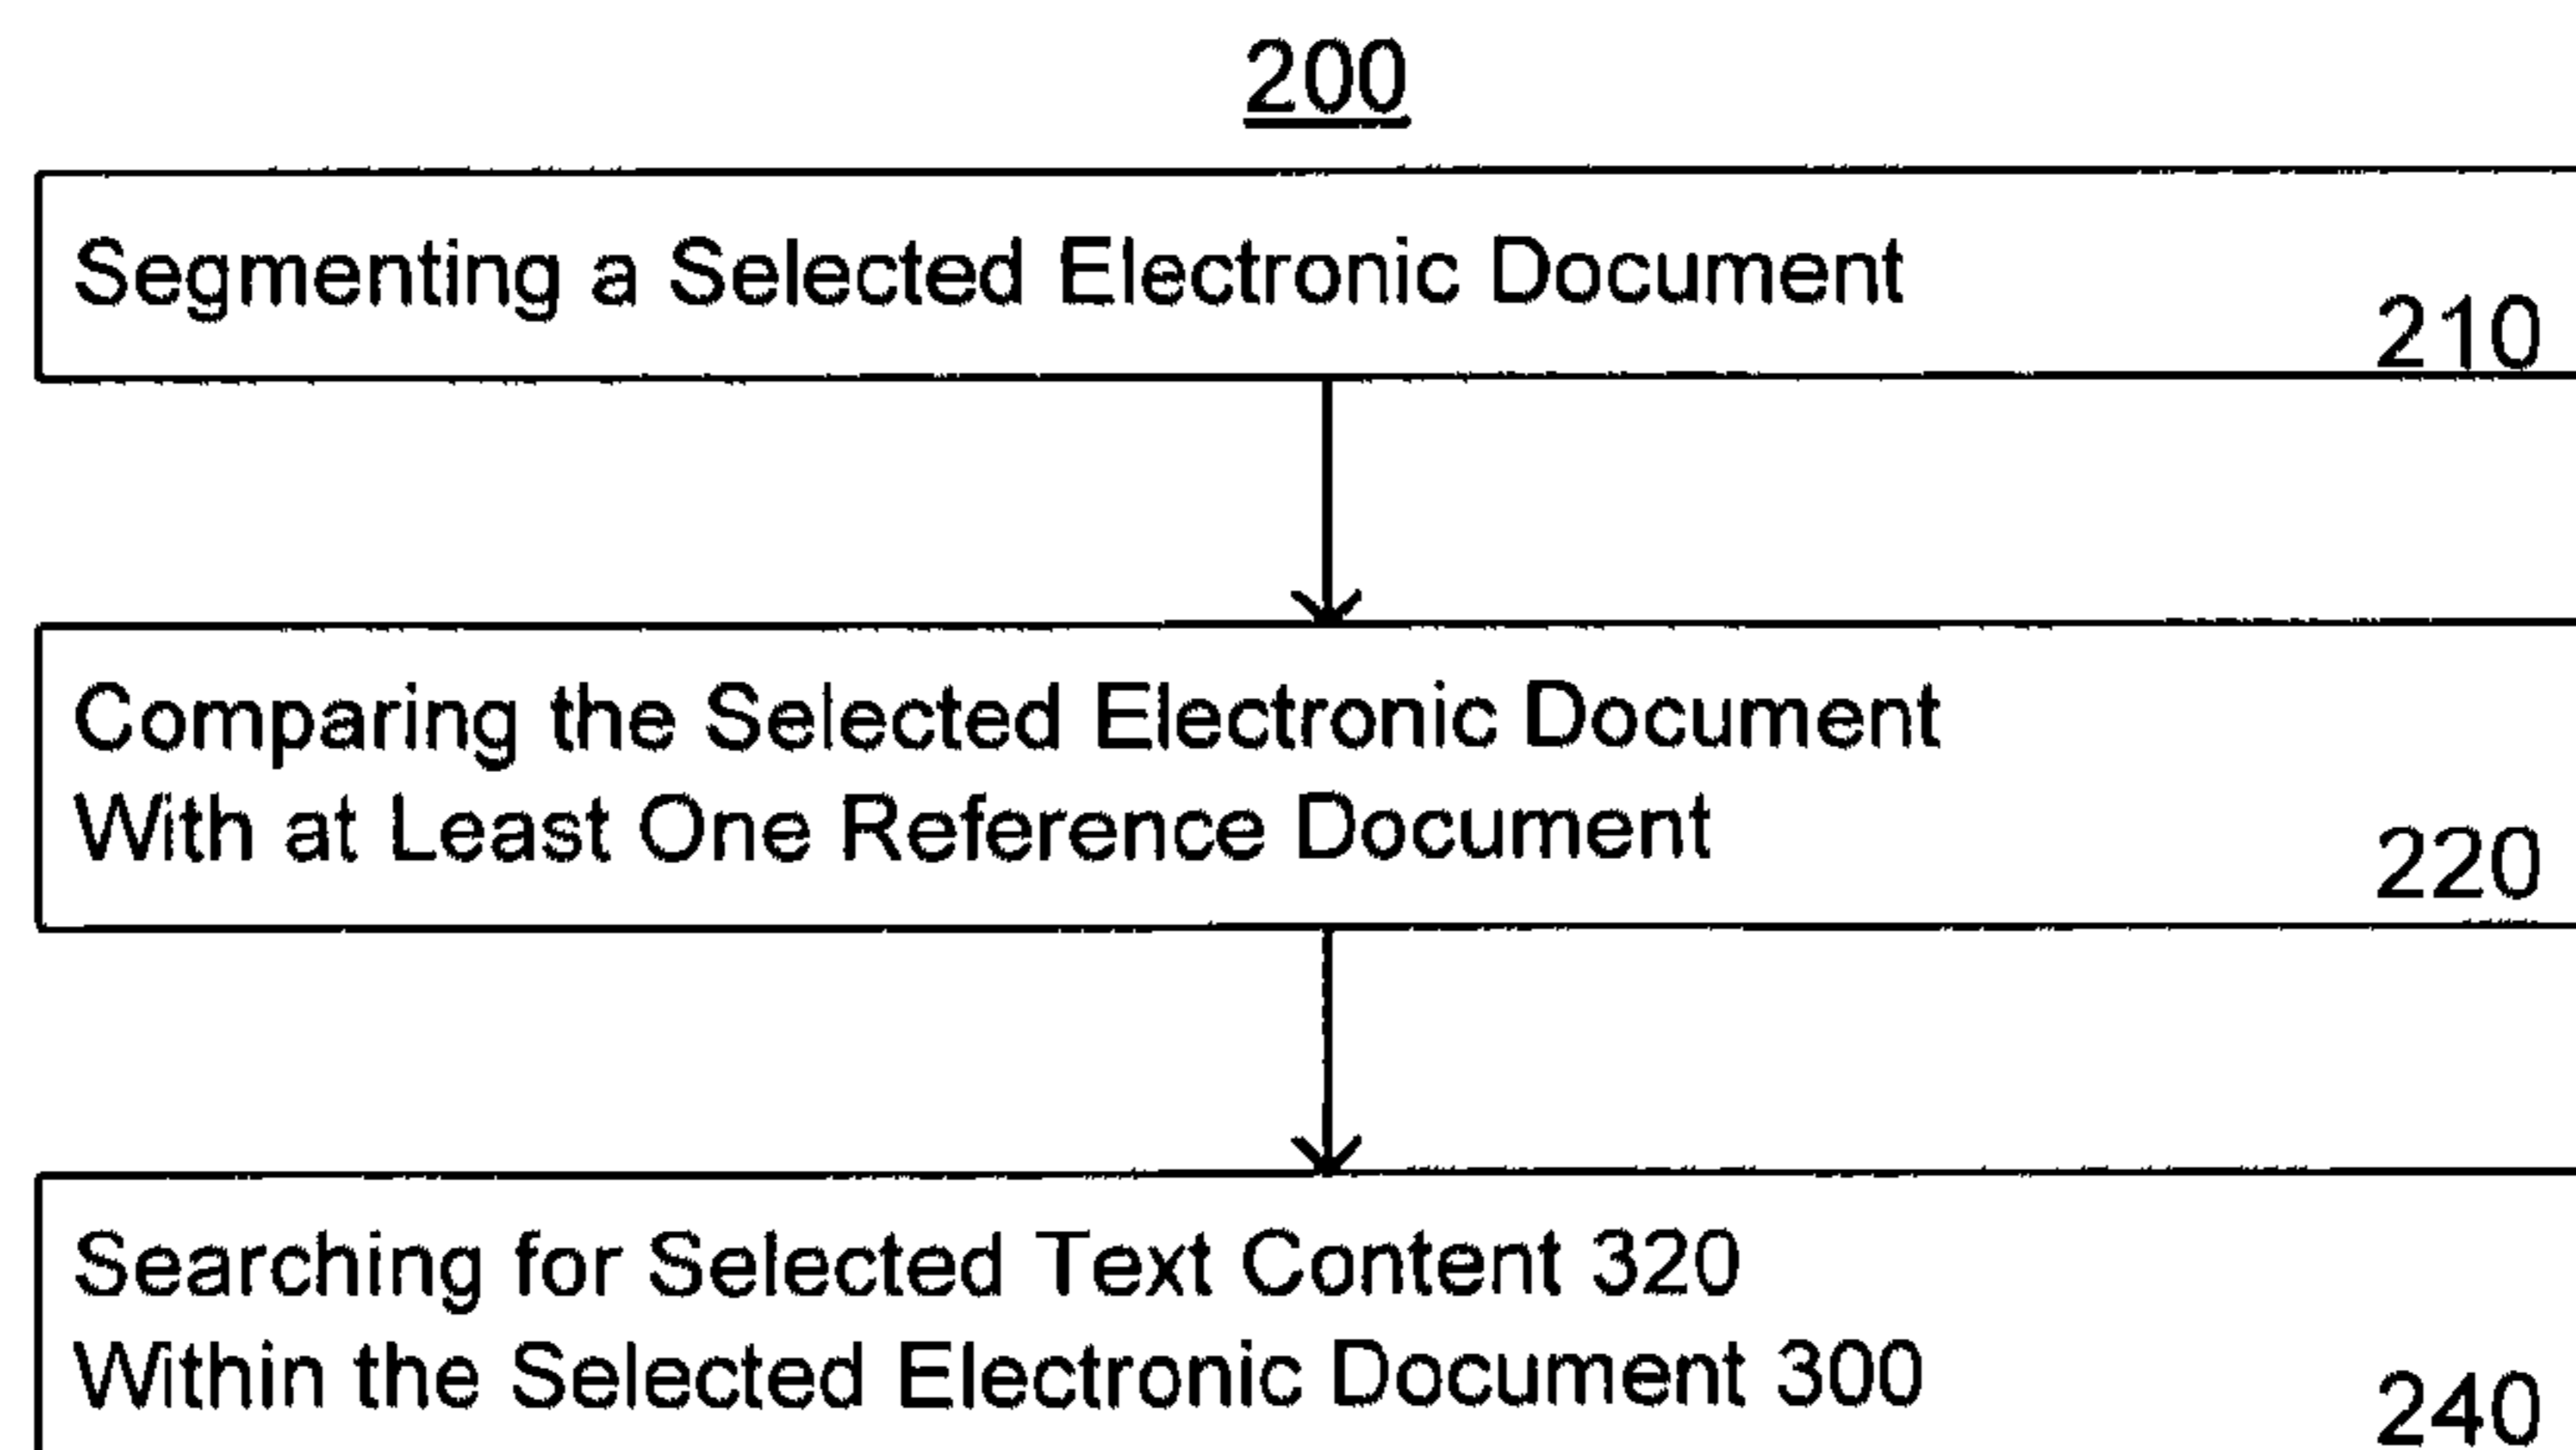 200
Segmenting a Selected Electronic Document
210
Comparing the Selected Electronic Document
With at Least One Reference Document
220
Searching for Selected Text Content 320
Within the Selected Electronic Document 300
240